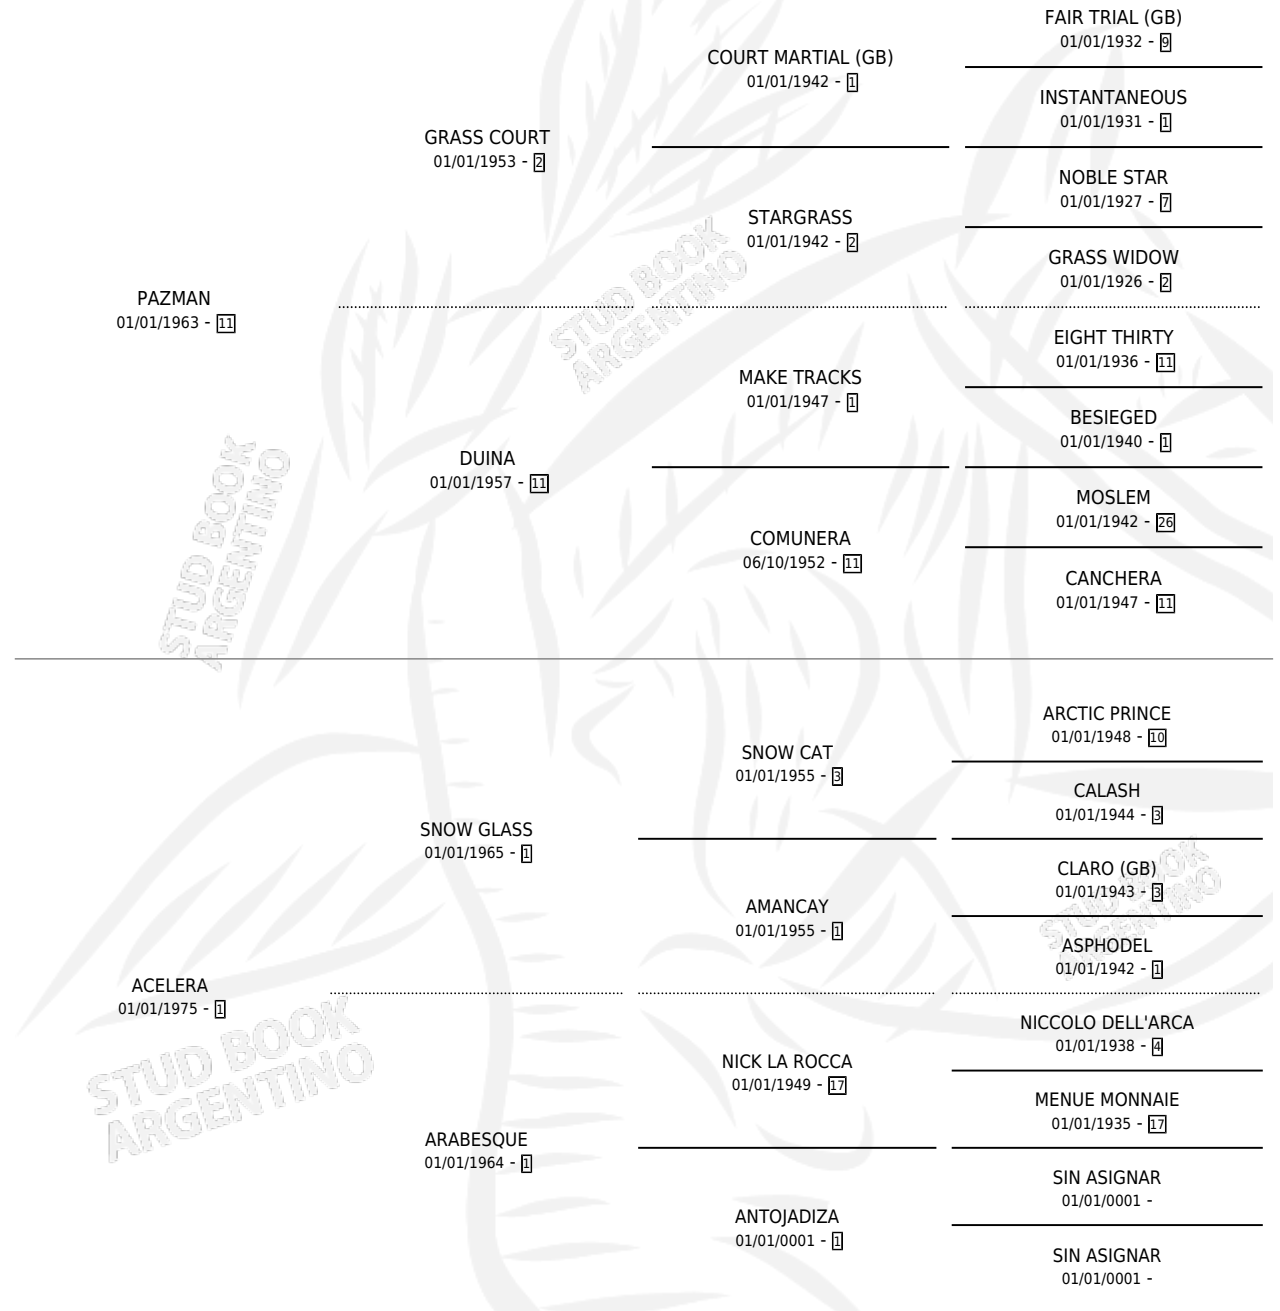 FAIR TRIAL (GB)
01/01/1932 - 9
COURT MARTIAL (GB)
01/01/1942 - 1
INSTANTANEOUS
01/01/1931 - 1
GRASS COURT
01/01/1953 - 2
NOBLE STAR
01/01/1927 - 7
STARGRASS
01/01/1942 - 2
GRASS WIDOW
01/01/1926 - 2
PAZMAN
01/01/1963 - 11
EIGHT THIRTY
01/01/1936 - 11
MAKE TRACKS
01/01/1947 - 1
BESIEGED
01/01/1940 - 1
DUINA
01/01/1957 - 11
MOSLEM
01/01/1942 - 26
COMUNERA
06/10/1952 - 11
CANCHERA
01/01/1947 - 11
ARCTIC PRINCE
01/01/1948 - 10
SNOW CAT
01/01/1955 - 3
CALASH
01/01/1944 - 3
SNOW GLASS
01/01/1965 - 1
CLARO (GB)
01/01/1943 - 3
AMANCAY
01/01/1955 - 1
ASPHODEL
01/01/1942 - 1
ACELERA
01/01/1975 - 1
NICCOLO DELL'ARCA
01/01/1938 - 4
NICK LA ROCCA
01/01/1949 - 17
MENUE MONNAIE
01/01/1935 - 17
ARABESQUE
01/01/1964 - 1
SIN ASIGNAR
01/01/0001 -
ANTOJADIZA
01/01/0001 - 1
SIN ASIGNAR
01/01/0001 -
STUD BOOK
ARGENTINO
STUD BOOK
ARGENTINO
STUD BOOK
ARGENTINO
STUD BOOK
ARGENTINO